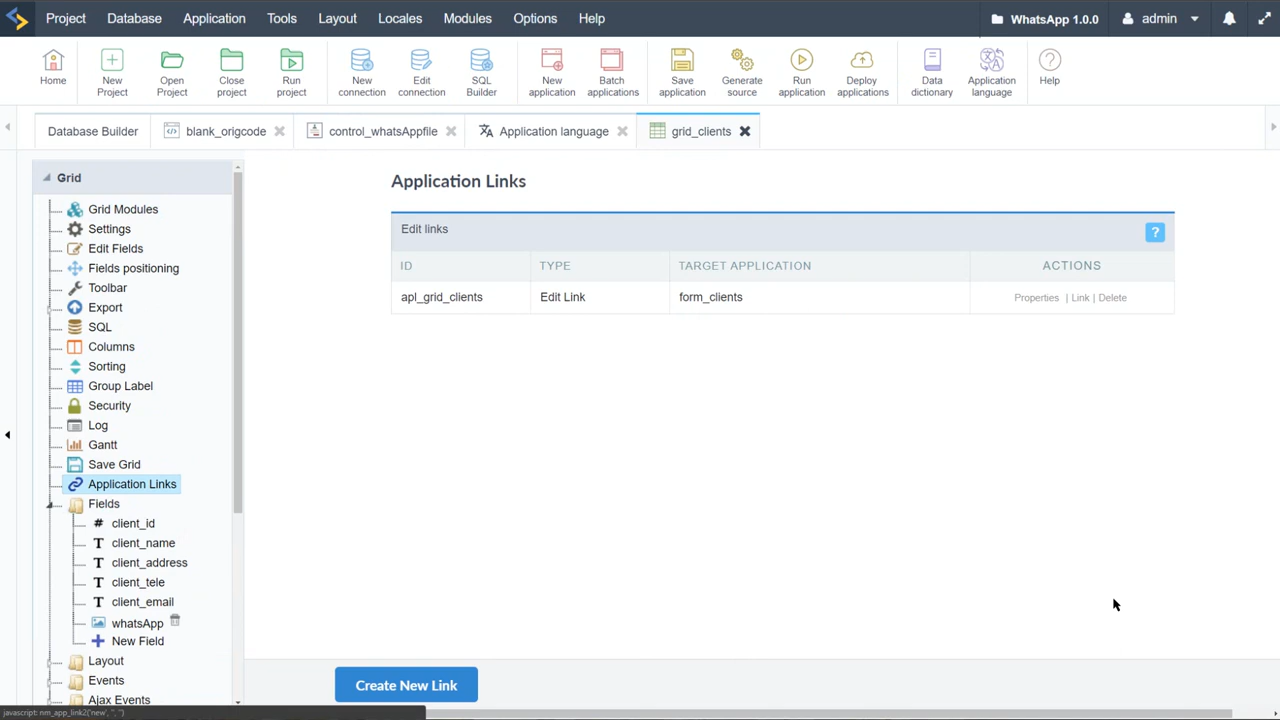 Project Database Application Tools Layout Locales Modules Options Help WhatsApp 1.0.0 admin
Home New Project Open Project Close project Run project New connection Edit connection SQL Builder New application Batch applications Save application Generate source Run application Deploy applications Data dictionary Application language Help
Database Builder blank_origcode control_whatsAppfile Application language grid_clients
Grid
Grid Modules
Settings
Edit Fields
Fields positioning
Toolbar
Export
SQL
Columns
Sorting
Group Label
Security
Log
Gantt
Save Grid
Application Links
Fields
client_id
client_name
client_address
client_tele
client_email
whatsApp
New Field
Layout
Events
Ajax Events
Application Links
Edit links ?
ID TYPE TARGET APPLICATION ACTIONS
apl_grid_clients Edit Link form_clients Properties | Link | Delete
Create New Link
javascript: nm_app_link2('new', '', '')